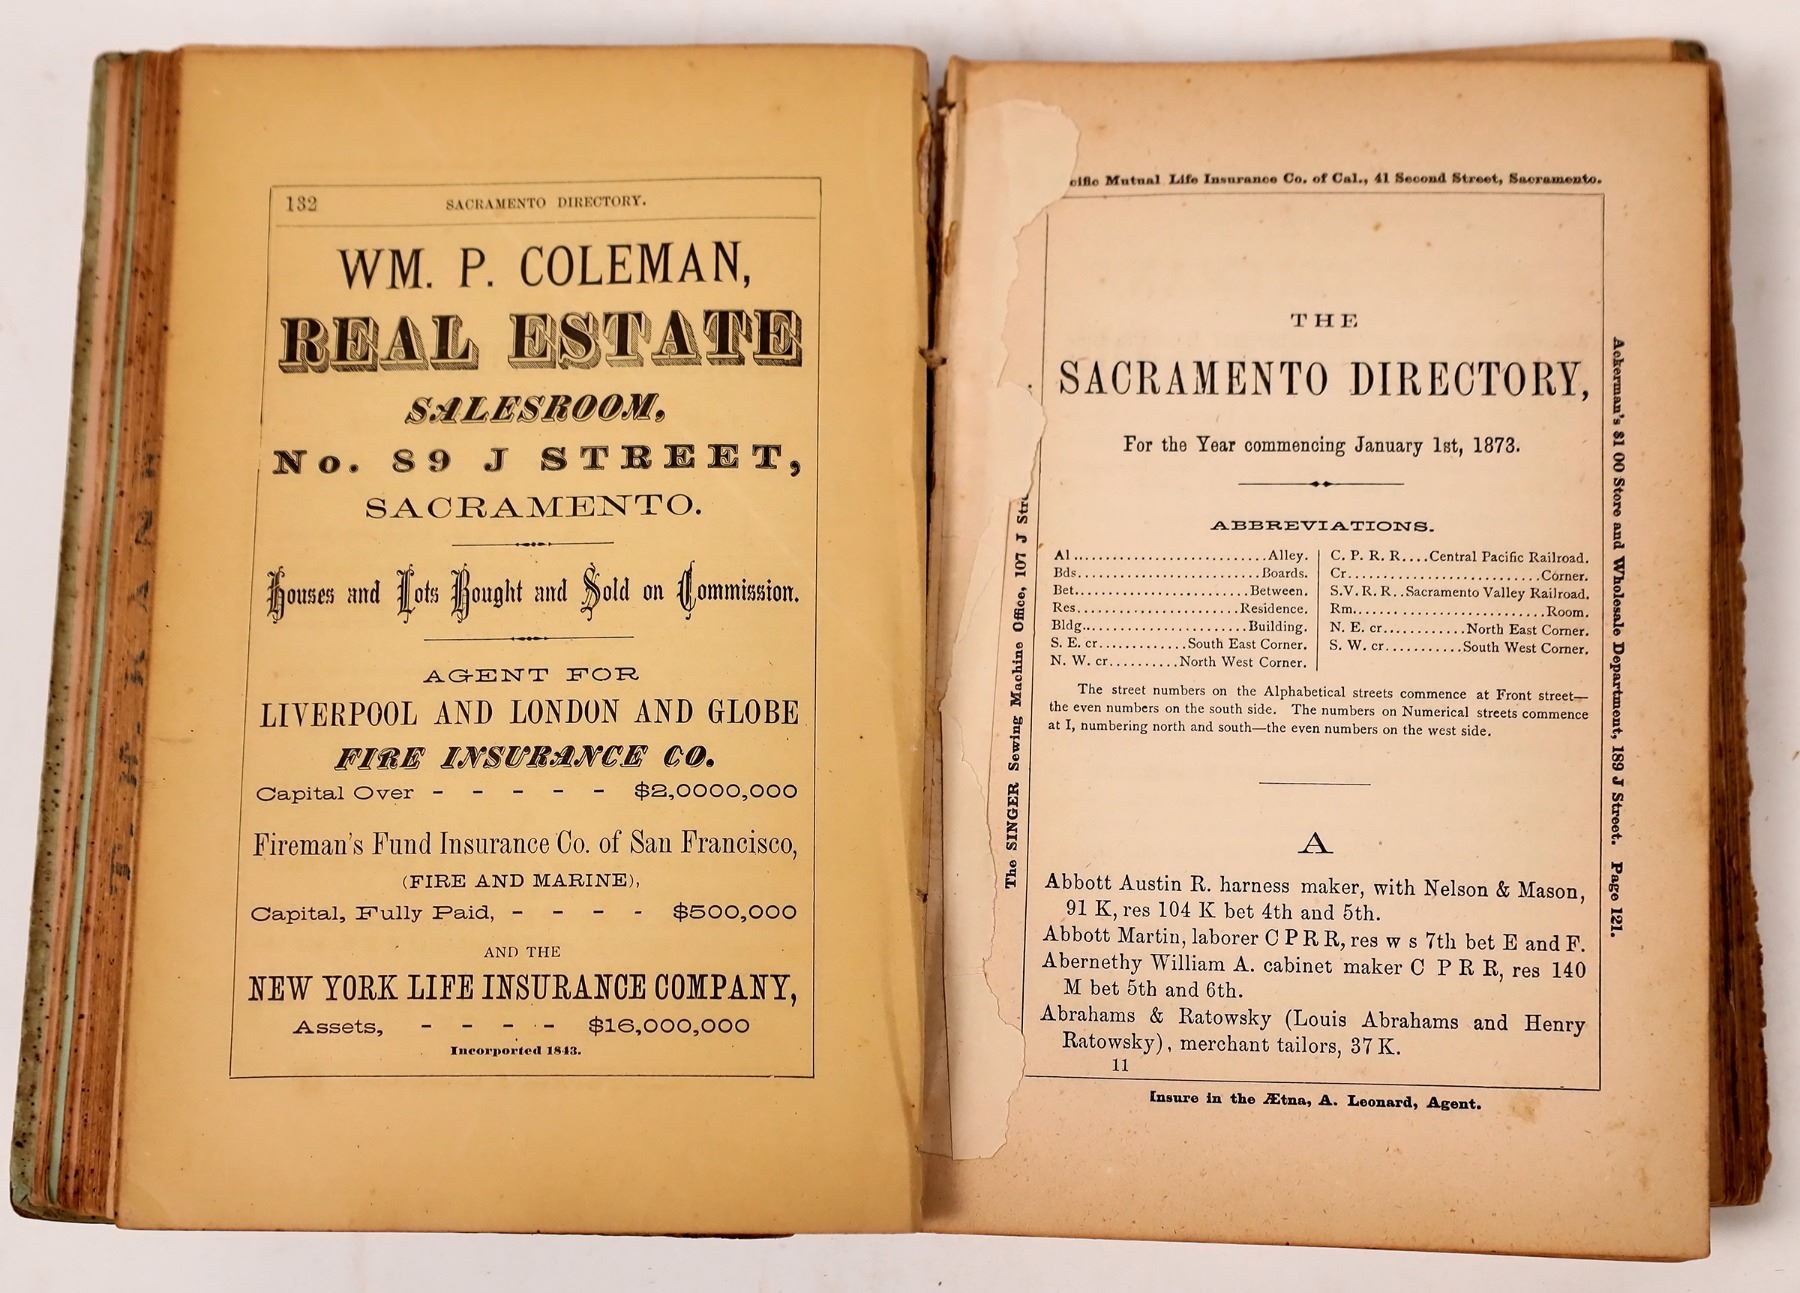 132 SACRAMENTO DIRECTORY.
WM. P. COLEMAN,
REAL ESTATE
SALESROOM,
No. 89 J STREET,
SACRAMENTO.
Houses and Lots Bought and Sold on Commission.
AGENT FOR
LIVERPOOL AND LONDON AND GLOBE
FIRE INSURANCE CO.
Capital Over - - - - - $2,0000,000
Fireman's Fund Insurance Co. of San Francisco,
(FIRE AND MARINE),
Capital, Fully Paid, - - - - $500,000
AND THE
NEW YORK LIFE INSURANCE COMPANY,
Assets, - - - - $16,000,000
Incorporated 1843.
cific Mutual Life Insurance Co. of Cal., 41 Second Street, Sacramento.
The SINGER Sewing Machine Office, 107 J Stre
THE
SACRAMENTO DIRECTORY,
For the Year commencing January 1st, 1873.
ABBREVIATIONS.
Al..........................Alley.
Bds.........................Boards.
Bet........................Between.
Res......................Residence.
Bldg......................Building.
S. E. cr............South East Corner.
N. W. cr..........North West Corner.
C. P. R. R....Central Pacific Railroad.
Cr..........................Corner.
S.V. R. R..Sacramento Valley Railroad.
Rm..........................Room.
N. E. cr............North East Corner.
S. W. cr...........South West Corner.
The street numbers on the Alphabetical streets commence at Front street—
the even numbers on the south side. The numbers on Numerical streets commence
at I, numbering north and south—the even numbers on the west side.
A
Abbott Austin R. harness maker, with Nelson & Mason,
91 K, res 104 K bet 4th and 5th.
Abbott Martin, laborer C P R R, res w s 7th bet E and F.
Abernethy William A. cabinet maker C P R R, res 140
M bet 5th and 6th.
Abrahams & Ratowsky (Louis Abrahams and Henry
Ratowsky), merchant tailors, 37 K.
11
Insure in the Ætna, A. Leonard, Agent.
Ackerman's $1 00 Store and Wholesale Department, 189 J Street. Page 121.